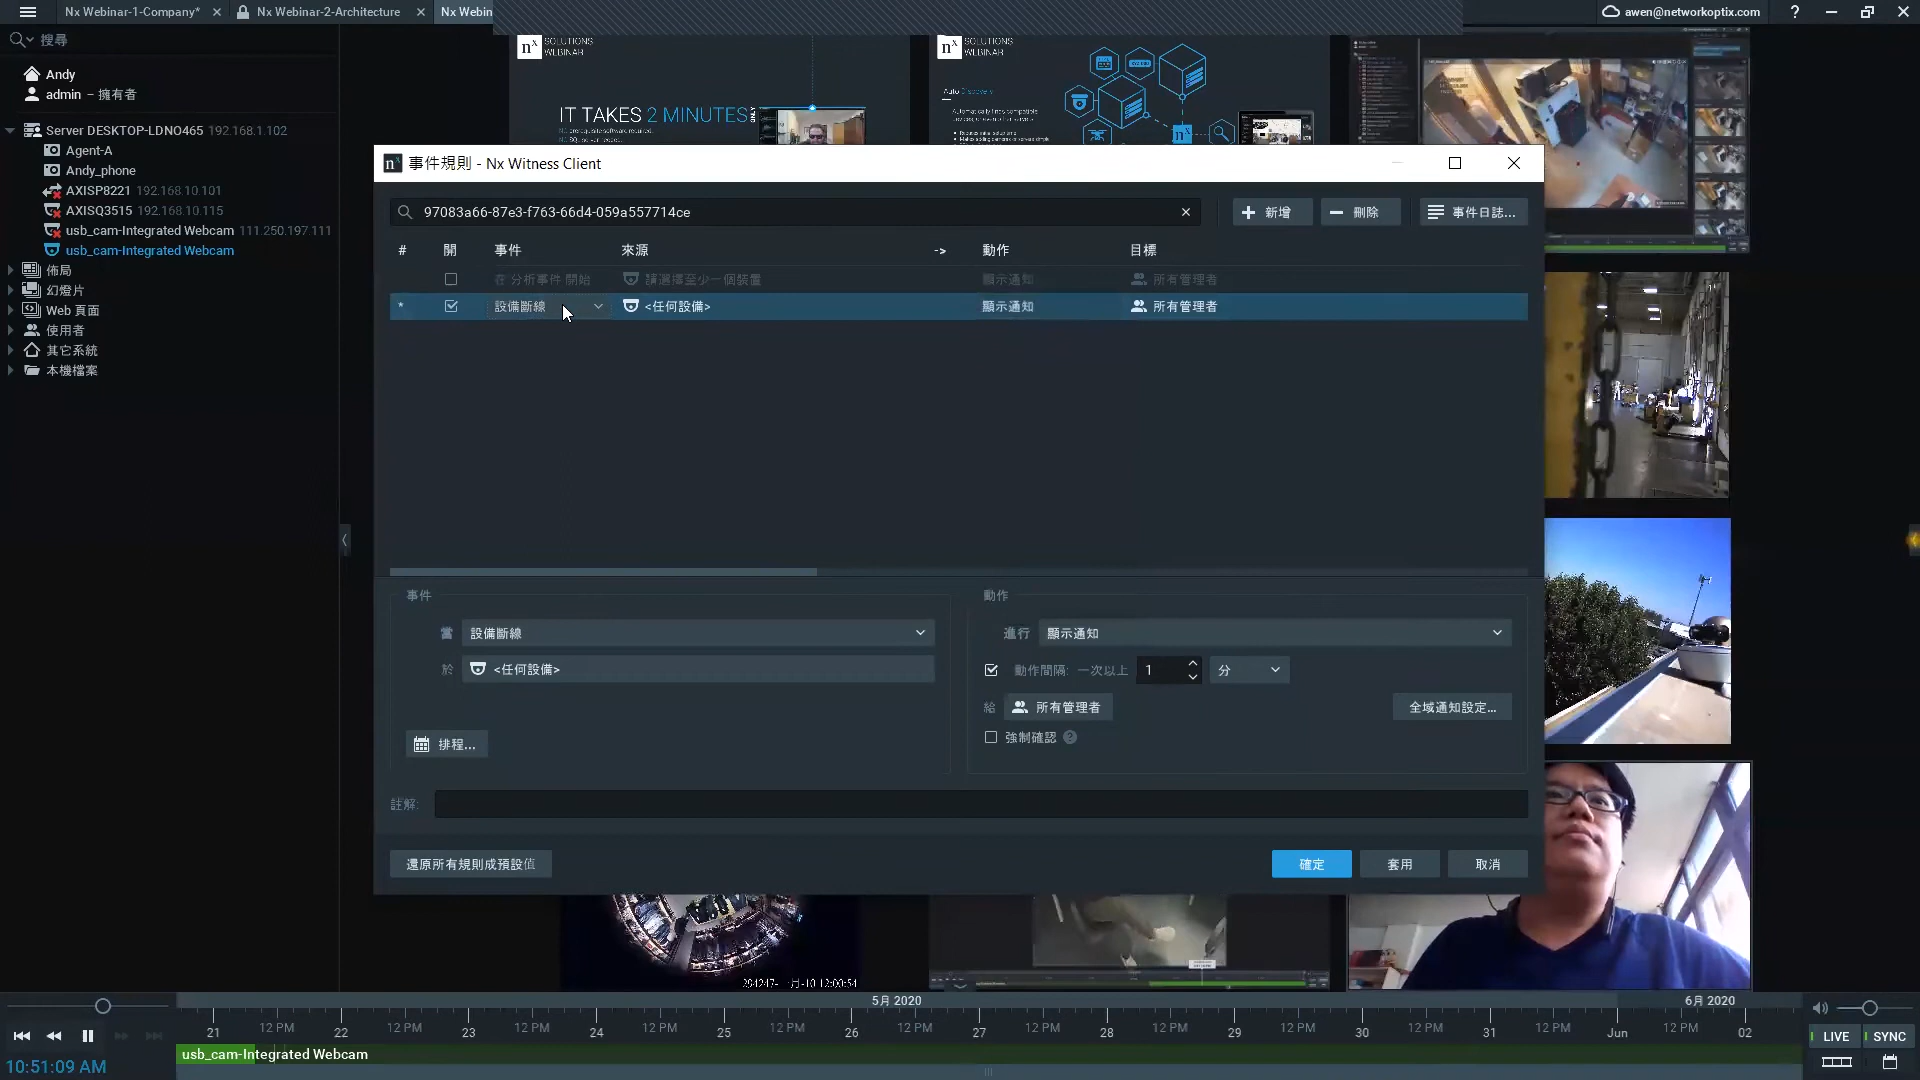 Nx Webinar-1-Company*
Nx Webinar-2-Architecture
Nx Webin
awen@networkoptix.com
?
搜尋
Andy
admin – 擁有者
Server DESKTOP-LDNO465 192.168.1.102
Agent-A
Andy_phone
AXISP8221 192.168.10.101
AXISQ3515 192.168.10.115
usb_cam-Integrated Webcam 111.250.197.111
usb_cam-Integrated Webcam
佈局
幻燈片
Web 頁面
使用者
其它系統
本機檔案
nx SOLUTIONS
WEBINAR
IT TAKES 2 MINUTES
nx SOLUTIONS
WEBINAR
Auto Discovery
事件規則 - Nx Witness Client
97083a66-87e3-f763-66d4-059a557714ce
新增
刪除
事件日誌...
# 開 事件 來源 -> 動作 目標
在 分析事件 開始 請選擇至少一個裝置 顯示通知 所有管理者
* 設備斷線 <任何設備> 顯示通知 所有管理者
事件
當 設備斷線
於 <任何設備>
排程...
動作
進行 顯示通知
動作間隔: 一次以上 1 分
給 所有管理者
全域通知設定...
強制確認 ?
註解:
還原所有規則成預設值
確定
套用
取消
5月 2020
6月 2020
21 12 PM 22 12 PM 23 12 PM 24 12 PM 25 12 PM 26 12 PM 27 12 PM 28 12 PM 29 12 PM 30 12 PM 31 12 PM Jun 12 PM 02
usb_cam-Integrated Webcam
10:51:09 AM
LIVE
SYNC